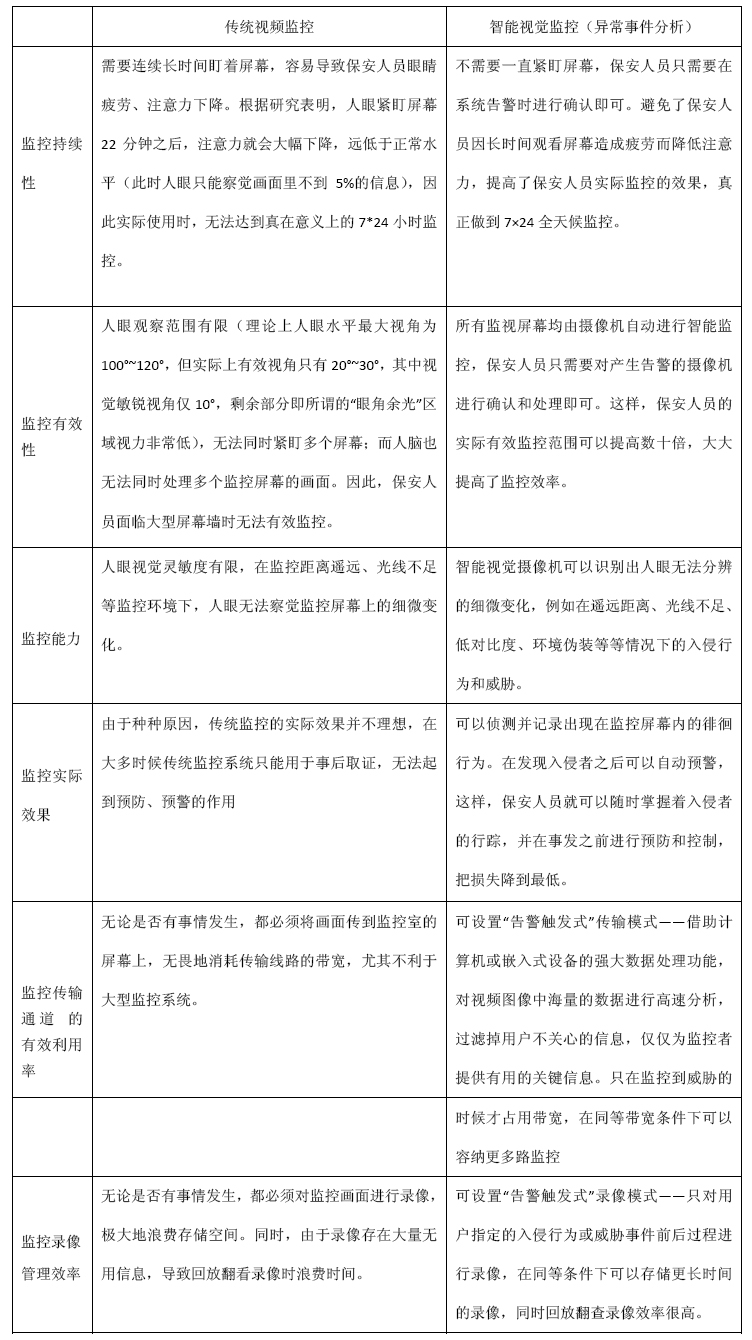 传统视频监控
智能视觉监控（异常事件分析）
监控持续
性
需要连续长时间盯着屏幕，容易导致保安人员眼睛
疲劳、注意力下降。根据研究表明，人眼紧盯屏幕
22 分钟之后，注意力就会大幅下降，远低于正常水
平（此时人眼只能察觉画面里不到 5%的信息），因
此实际使用时，无法达到真在意义上的 7*24 小时监
控。
不需要一直紧盯屏幕，保安人员只需要在
系统告警时进行确认即可。避免了保安人
员因长时间观看屏幕造成疲劳而降低注意
力，提高了保安人员实际监控的效果，真
正做到 7×24 全天候监控。
监控有效
性
人眼观察范围有限（理论上人眼水平最大视角为
100°~120°，但实际上有效视角只有 20°~30°，其中视
觉敏锐视角仅 10°，剩余部分即所谓的“眼角余光”区
域视力非常低），无法同时紧盯多个屏幕；而人脑也
无法同时处理多个监控屏幕的画面。因此，保安人
员面临大型屏幕墙时无法有效监控。
所有监视屏幕均由摄像机自动进行智能监
控，保安人员只需要对产生告警的摄像机
进行确认和处理即可。这样，保安人员的
实际有效监控范围可以提高数十倍，大大
提高了监控效率。
监控能力
人眼视觉灵敏度有限，在监控距离遥远、光线不足
等监控环境下，人眼无法察觉监控屏幕上的细微变
化。
智能视觉摄像机可以识别出人眼无法分辨
的细微变化，例如在遥远距离、光线不足、
低对比度、环境伪装等等情况下的入侵行
为和威胁。
监控实际
效果
由于种种原因，传统监控的实际效果并不理想，在
大多时候传统监控系统只能用于事后取证，无法起
到预防、预警的作用
可以侦测并记录出现在监控屏幕内的徘徊
行为。在发现入侵者之后可以自动预警，
这样，保安人员就可以随时掌握着入侵者
的行踪，并在事发之前进行预防和控制，
把损失降到最低。
监控传输
通道 的
有效利用
率
无论是否有事情发生，都必须将画面传到监控室的
屏幕上，无畏地消耗传输线路的带宽，尤其不利于
大型监控系统。
可设置“告警触发式”传输模式——借助计
算机或嵌入式设备的强大数据处理功能，
对视频图像中海量的数据进行高速分析，
过滤掉用户不关心的信息，仅仅为监控者
提供有用的关键信息。只在监控到威胁的
时候才占用带宽，在同等带宽条件下可以
容纳更多路监控
监控录像
管理效率
无论是否有事情发生，都必须对监控画面进行录像，
极大地浪费存储空间。同时，由于录像存在大量无
用信息，导致回放翻看录像时浪费时间。
可设置“告警触发式”录像模式——只对用
户指定的入侵行为或威胁事件前后过程进
行录像，在同等条件下可以存储更长时间
的录像，同时回放翻查录像效率很高。